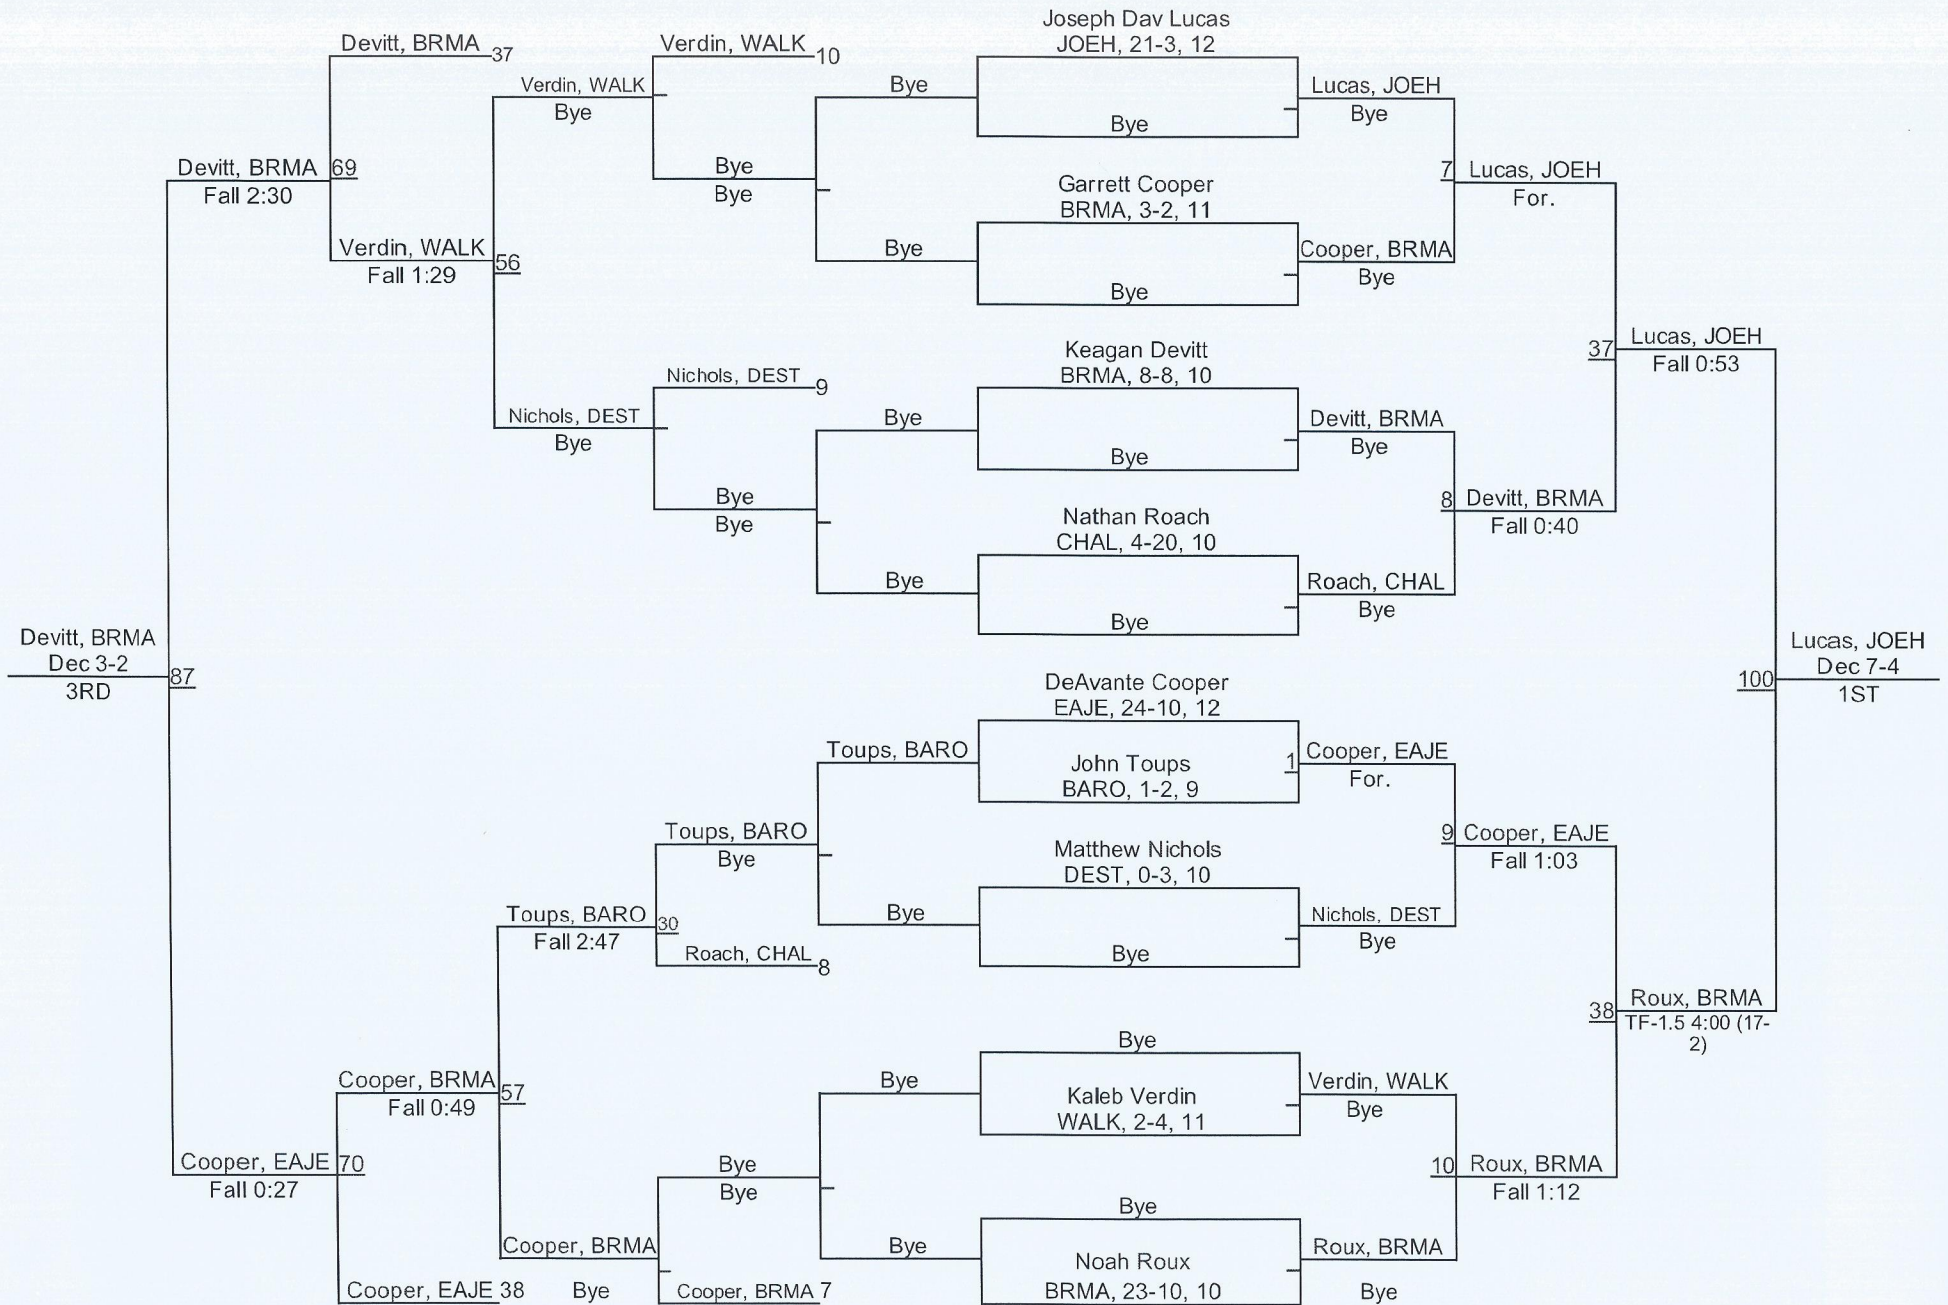 Joseph Dav Lucas
Devitt, BRMA 37
Verdin, WALK 10
JOEH, 21-3, 12
Verdin, WALK
Bye
Bye
Lucas, JOEH
Bye
Bye
Devitt, BRMA 69
Fall 2:30
Bye
Bye
Garrett Cooper
BRMA, 3-2, 11
7 Lucas, JOEH
For.
Verdin, WALK 56
Fall 1:29
Bye
Cooper, BRMA
Bye
Bye
Keagan Devitt
BRMA, 8-8, 10
37 Lucas, JOEH
Fall 0:53
Nichols, DEST 9
Nichols, DEST
Bye
Bye
Devitt, BRMA
Bye
Bye
Bye
Bye
Nathan Roach
CHAL, 4-20, 10
8 Devitt, BRMA
Fall 0:40
Bye
Roach, CHAL
Bye
Bye
Devitt, BRMA
Dec 3-2
87
3RD
Lucas, JOEH
Dec 7-4
100
1ST
DeAvante Cooper
EAJE, 24-10, 12
Toups, BARO
John Toups
BARO, 1-2, 9
1 Cooper, EAJE
For.
Toups, BARO
Bye
Matthew Nichols
DEST, 0-3, 10
9 Cooper, EAJE
Fall 1:03
Toups, BARO 30
Fall 2:47
Bye
Nichols, DEST
Bye
Roach, CHAL 8
Bye
38 Roux, BRMA
TF-1.5 4:00 (17-
2)
Bye
Cooper, BRMA 57
Fall 0:49
Bye
Kaleb Verdin
WALK, 2-4, 11
Verdin, WALK
Bye
Cooper, EAJE 70
Fall 0:27
Bye
Bye
10 Roux, BRMA
Fall 1:12
Bye
Cooper, BRMA
Bye
Bye
Noah Roux
BRMA, 23-10, 10
Roux, BRMA
Bye
Cooper, EAJE 38
Cooper, BRMA 7